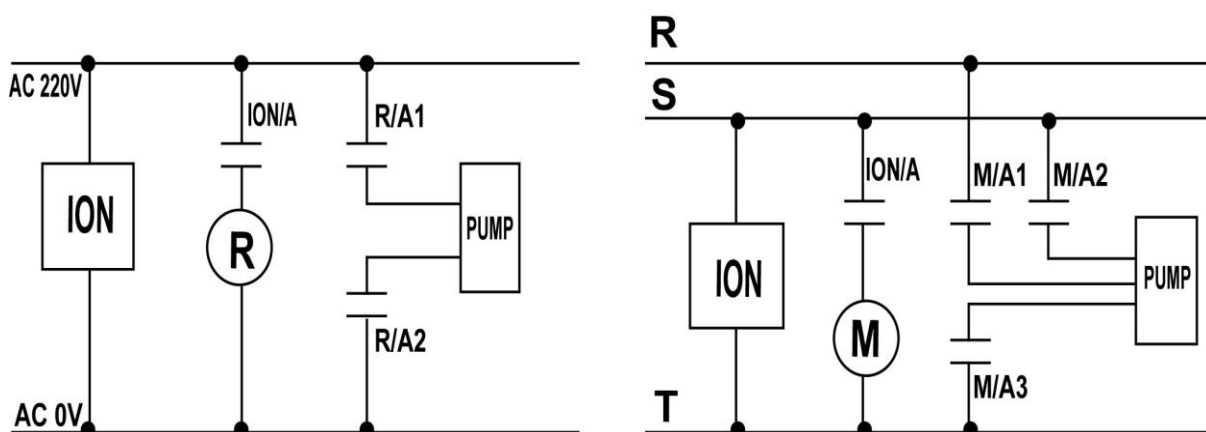 AC 220V
ION/A
R/A1
ION
R
PUMP
R/A2
AC 0V
R
S
ION/A
M/A1
M/A2
ION
M
PUMP
M/A3
T